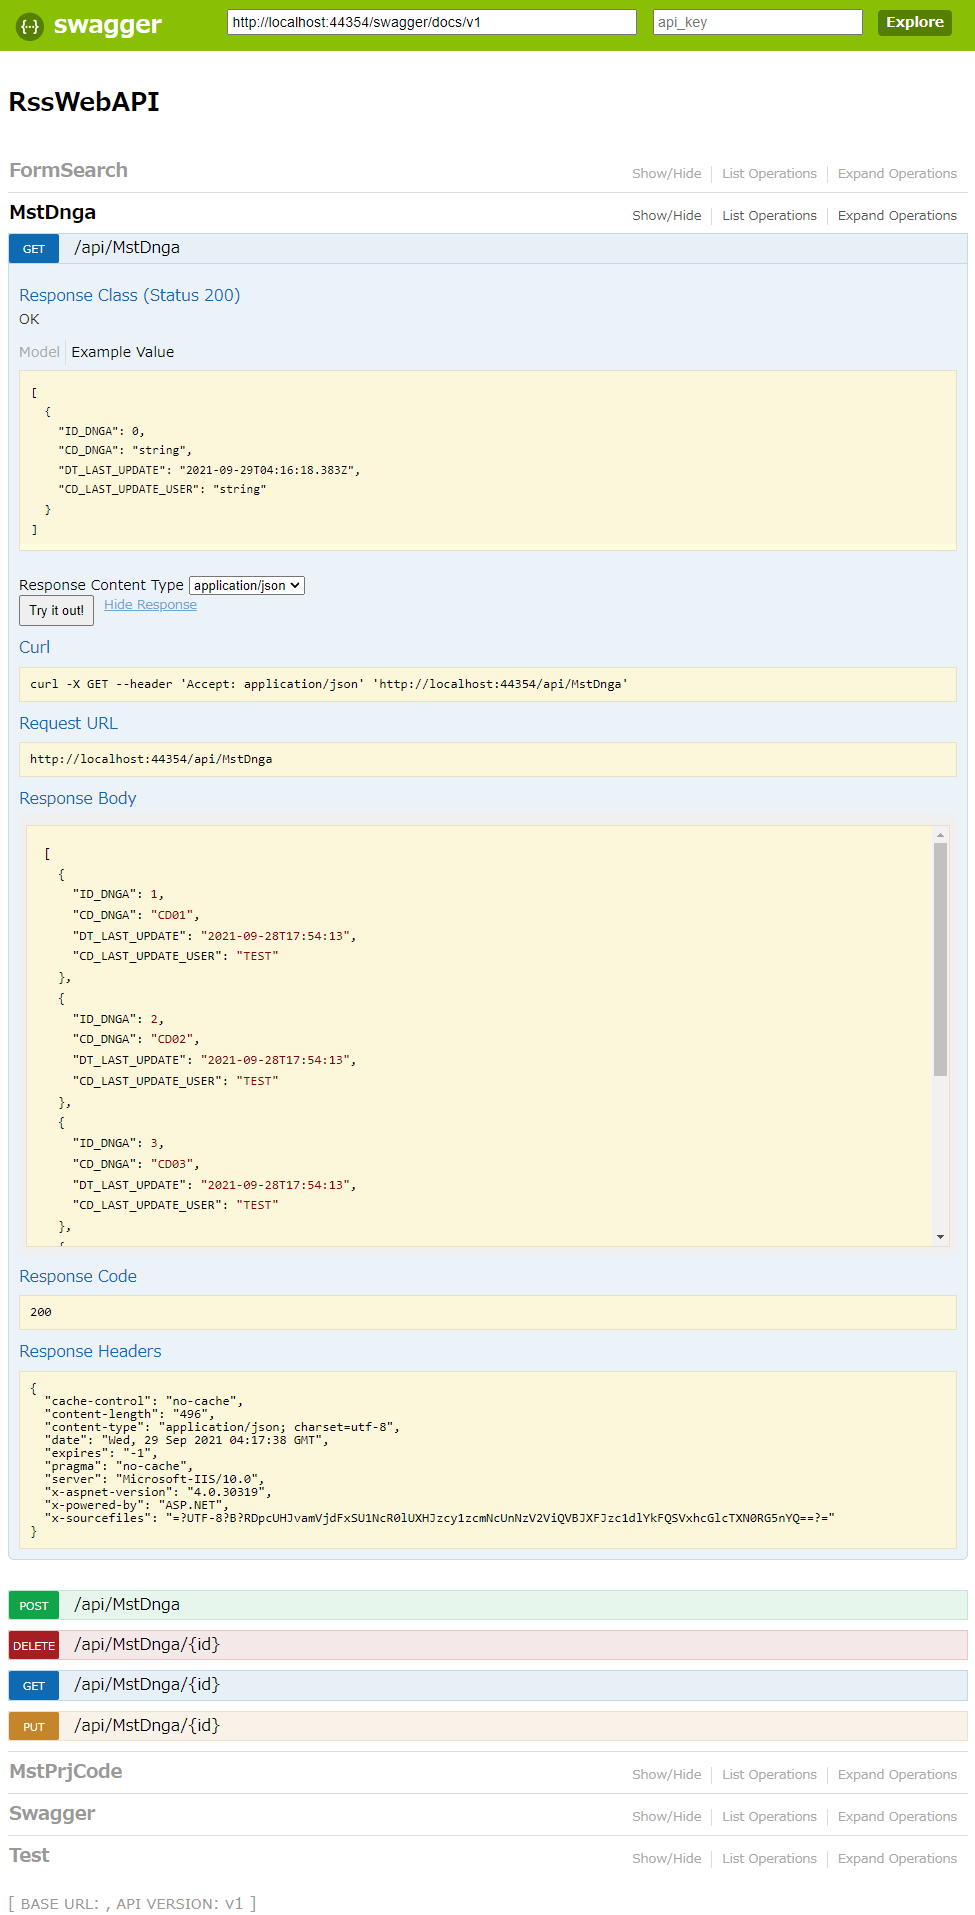 {···} swagger http://localhost:44354/swagger/docs/v1 api_key Explore
RssWebAPI
FormSearch Show/Hide List Operations Expand Operations
MstDnga Show/Hide List Operations Expand Operations
GET /api/MstDnga
Response Class (Status 200)
OK
Model Example Value
[
  {
    "ID_DNGA": 0,
    "CD_DNGA": "string",
    "DT_LAST_UPDATE": "2021-09-29T04:16:18.383Z",
    "CD_LAST_UPDATE_USER": "string"
  }
]
Response Content Type application/json
Try it out! Hide Response
Curl
curl -X GET --header 'Accept: application/json' 'http://localhost:44354/api/MstDnga'
Request URL
http://localhost:44354/api/MstDnga
Response Body
[
  {
    "ID_DNGA": 1,
    "CD_DNGA": "CD01",
    "DT_LAST_UPDATE": "2021-09-28T17:54:13",
    "CD_LAST_UPDATE_USER": "TEST"
  },
  {
    "ID_DNGA": 2,
    "CD_DNGA": "CD02",
    "DT_LAST_UPDATE": "2021-09-28T17:54:13",
    "CD_LAST_UPDATE_USER": "TEST"
  },
  {
    "ID_DNGA": 3,
    "CD_DNGA": "CD03",
    "DT_LAST_UPDATE": "2021-09-28T17:54:13",
    "CD_LAST_UPDATE_USER": "TEST"
  },
  {
Response Code
200
Response Headers
{
  "cache-control": "no-cache",
  "content-length": "496",
  "content-type": "application/json; charset=utf-8",
  "date": "Wed, 29 Sep 2021 04:17:38 GMT",
  "expires": "-1",
  "pragma": "no-cache",
  "server": "Microsoft-IIS/10.0",
  "x-aspnet-version": "4.0.30319",
  "x-powered-by": "ASP.NET",
  "x-sourcefiles": "=?UTF-8?B?RDpcUHJvamVjdFxSU1NcR0lUXHJzcy1zcmNcUnNzV2ViQVBJXFJzc1dlYkFQSVxhcGlcTXN0RG5nYQ==?="
}
POST /api/MstDnga
DELETE /api/MstDnga/{id}
GET /api/MstDnga/{id}
PUT /api/MstDnga/{id}
MstPrjCode Show/Hide List Operations Expand Operations
Swagger Show/Hide List Operations Expand Operations
Test Show/Hide List Operations Expand Operations
[ BASE URL: , API VERSION: v1 ]